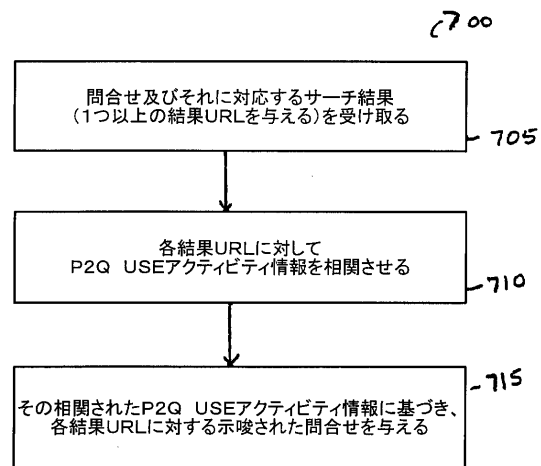 700
問合せ及びそれに対応するサーチ結果
(1つ以上の結果URLを与える)を受け取る
705
各結果URLに対して
P2Q USEアクティビティ情報を相関させる
710
その相関されたP2Q USEアクティビティ情報に基づき、
各結果URLに対する示唆された問合せを与える
715